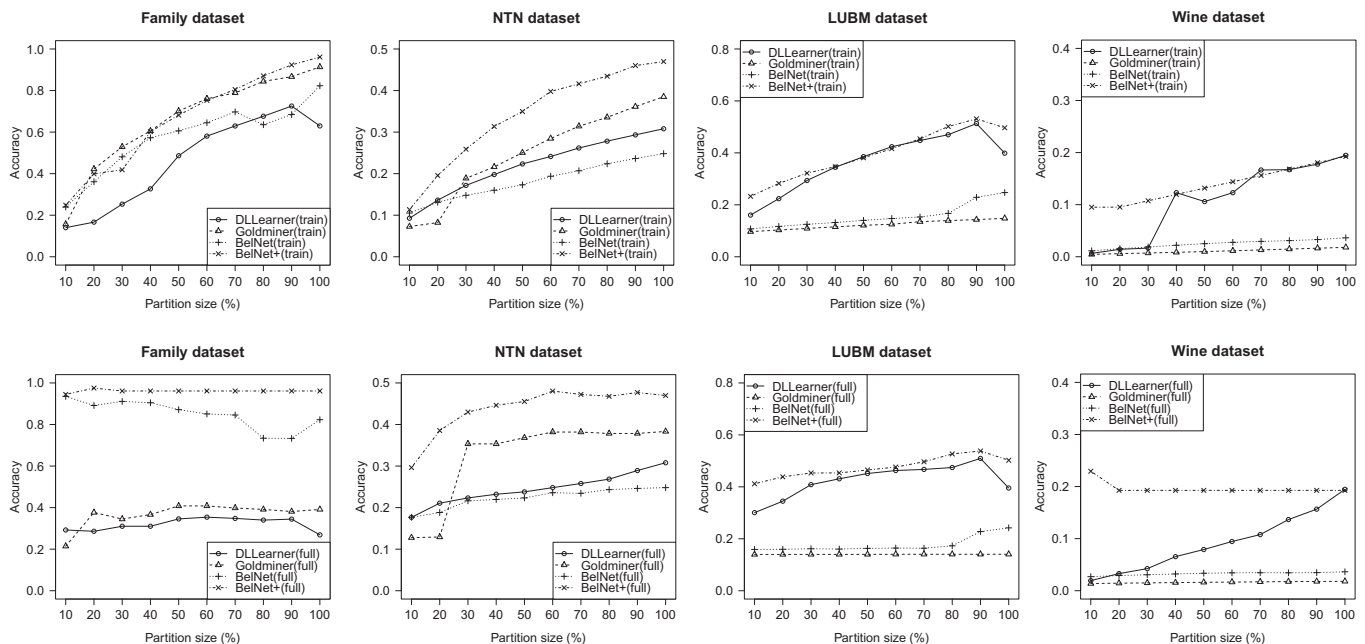 Family dataset
Accuracy
1.0
0.8
0.6
0.4
0.2
0.0
DLLearner(train)
Goldminer(train)
BelNet(train)
BelNet+(train)
10 20 30 40 50 60 70 80 90 100
Partition size (%)
NTN dataset
Accuracy
0.5
0.4
0.3
0.2
0.1
0.0
DLLearner(train)
Goldminer(train)
BelNet(train)
BelNet+(train)
10 20 30 40 50 60 70 80 90 100
Partition size (%)
LUBM dataset
Accuracy
0.8
0.6
0.4
0.2
0.0
DLLearner(train)
Goldminer(train)
BelNet(train)
BelNet+(train)
10 20 30 40 50 60 70 80 90 100
Partition size (%)
Wine dataset
Accuracy
0.4
0.3
0.2
0.1
0.0
DLLearner(train)
Goldminer(train)
BelNet(train)
BelNet+(train)
10 20 30 40 50 60 70 80 90 100
Partition size (%)
Family dataset
Accuracy
1.0
0.8
0.6
0.4
0.2
0.0
DLLearner(full)
Goldminer(full)
BelNet(full)
BelNet+(full)
10 20 30 40 50 60 70 80 90 100
Partition size (%)
NTN dataset
Accuracy
0.5
0.4
0.3
0.2
0.1
0.0
DLLearner(full)
Goldminer(full)
BelNet(full)
BelNet+(full)
10 20 30 40 50 60 70 80 90 100
Partition size (%)
LUBM dataset
Accuracy
0.8
0.6
0.4
0.2
0.0
DLLearner(full)
Goldminer(full)
BelNet(full)
BelNet+(full)
10 20 30 40 50 60 70 80 90 100
Partition size (%)
Wine dataset
Accuracy
0.4
0.3
0.2
0.1
0.0
DLLearner(full)
Goldminer(full)
BelNet(full)
BelNet+(full)
10 20 30 40 50 60 70 80 90 100
Partition size (%)